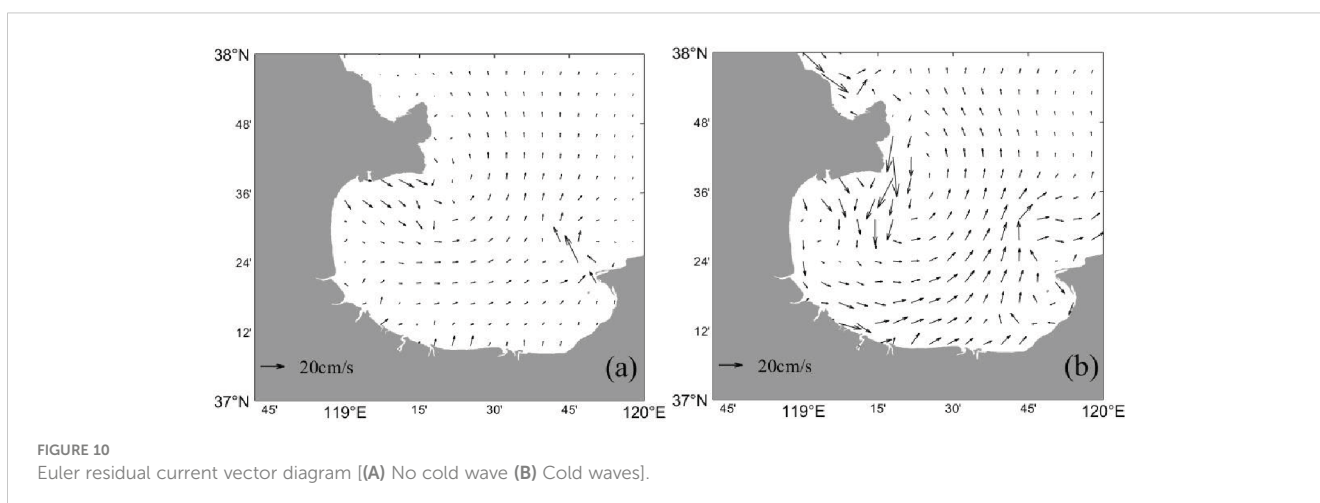 38°N
48'
36'
24'
12'
37°N
20cm/s
(a)
45' 119°E 15' 30' 45' 120°E
38°N
48'
36'
24'
12'
37°N
20cm/s
(b)
45' 119°E 15' 30' 45' 120°E
FIGURE 10
Euler residual current vector diagram [(A) No cold wave (B) Cold waves].